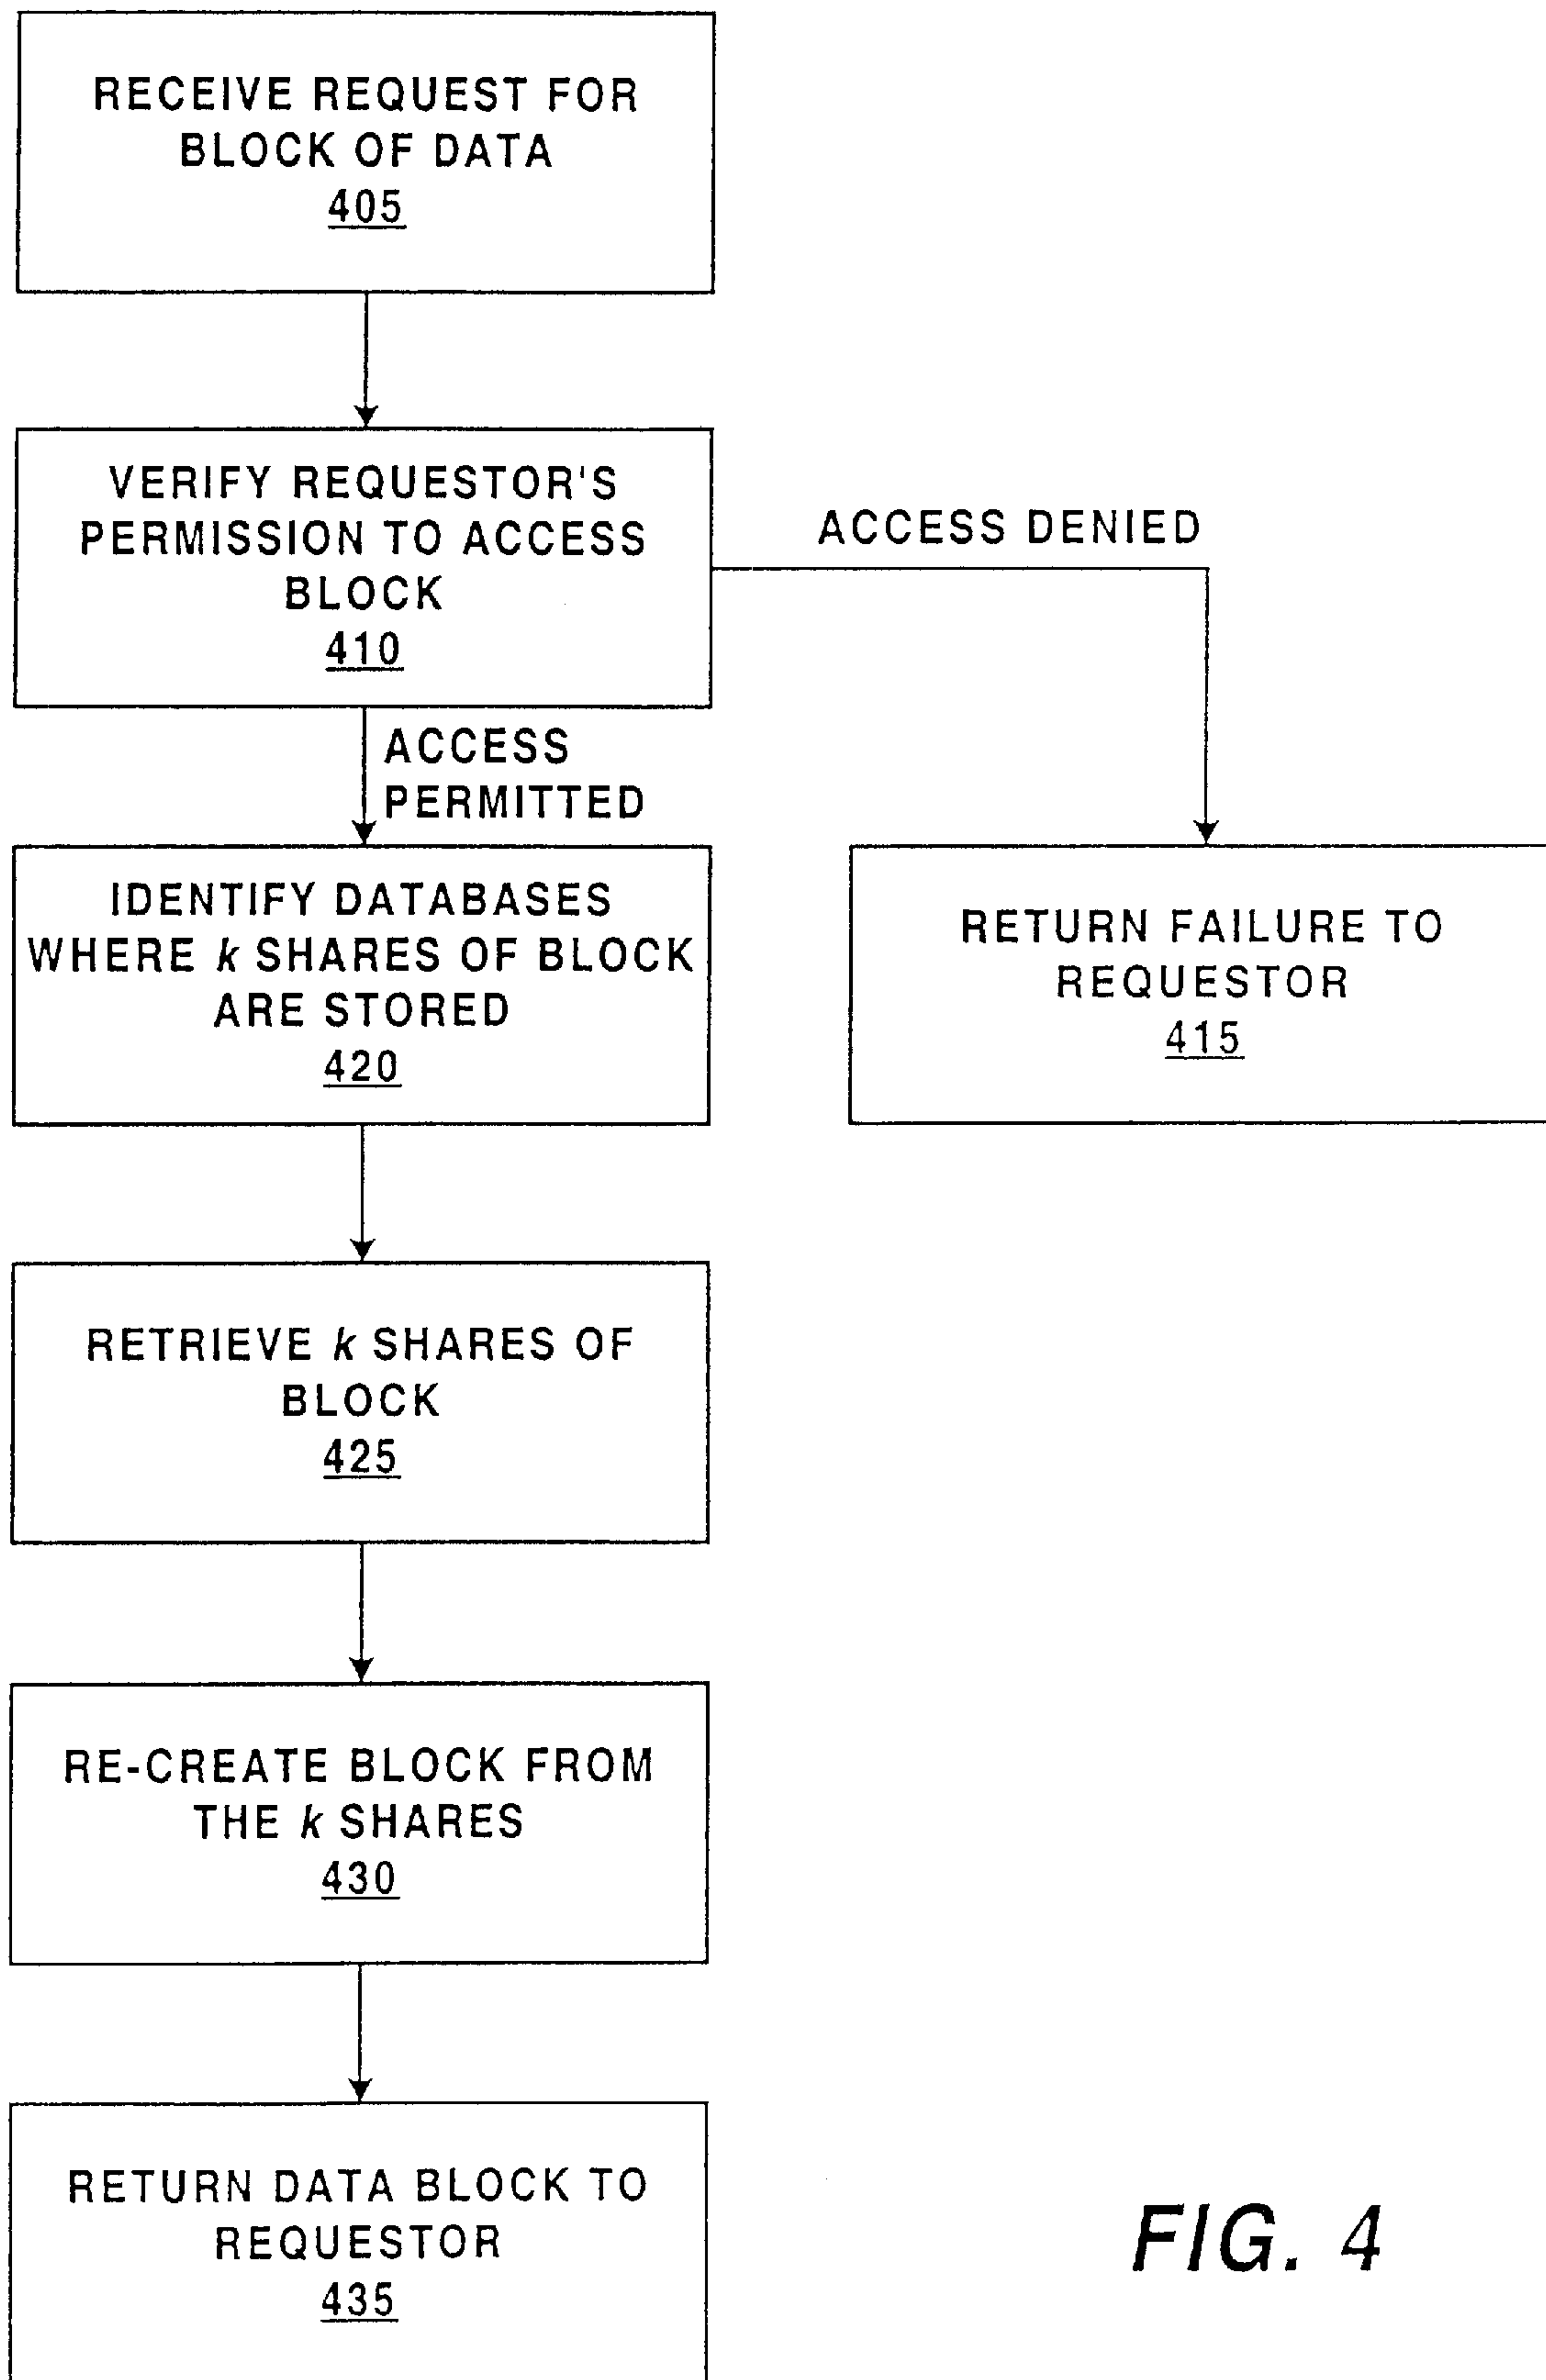 RECEIVE REQUEST FOR
BLOCK OF DATA
405
VERIFY REQUESTOR'S
PERMISSION TO ACCESS
BLOCK
410
ACCESS DENIED
ACCESS
PERMITTED
IDENTIFY DATABASES
WHERE k SHARES OF BLOCK
ARE STORED
420
RETURN FAILURE TO
REQUESTOR
415
RETRIEVE k SHARES OF
BLOCK
425
RE-CREATE BLOCK FROM
THE k SHARES
430
RETURN DATA BLOCK TO
REQUESTOR
435
FIG. 4